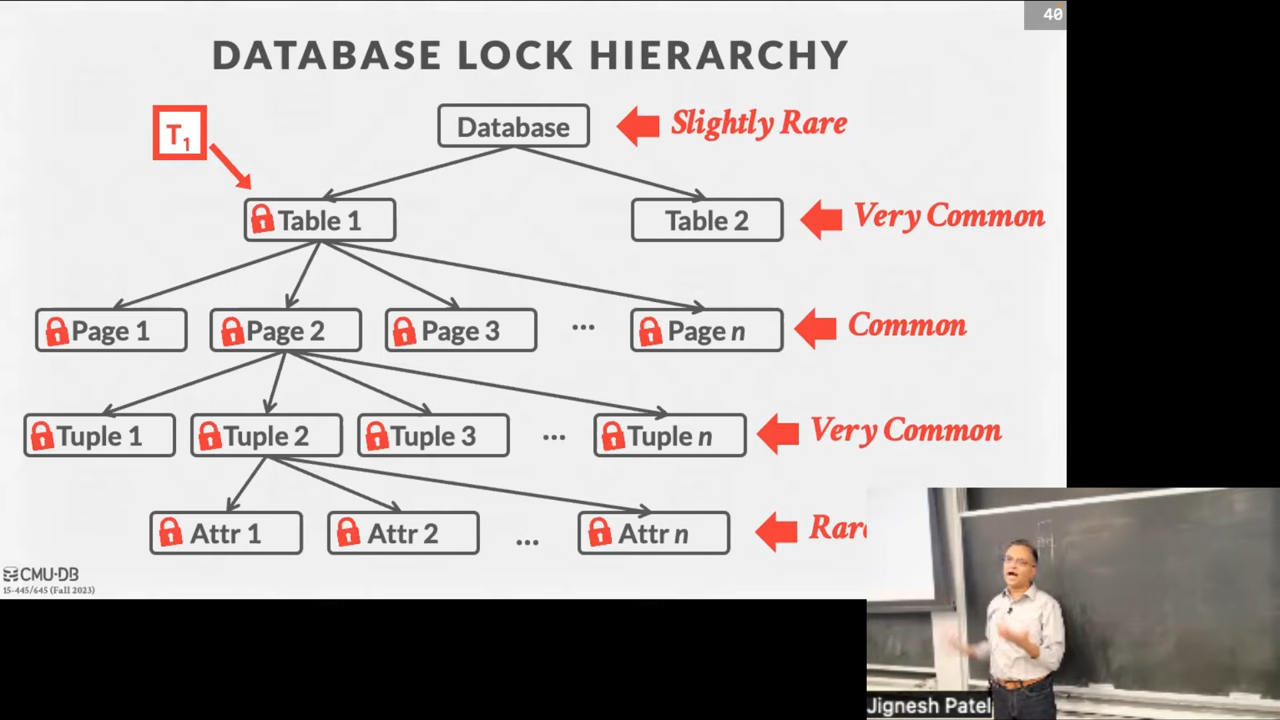 40
DATABASE LOCK HIERARCHY
T1
Database
Slightly Rare
Table 1
Table 2
Very Common
Page 1
Page 2
Page 3
...
Page n
Common
Tuple 1
Tuple 2
Tuple 3
...
Tuple n
Very Common
Attr 1
Attr 2
...
Attr n
Rare
CMU·DB
15-445/645 (Fall 2023)
Jignesh Patel